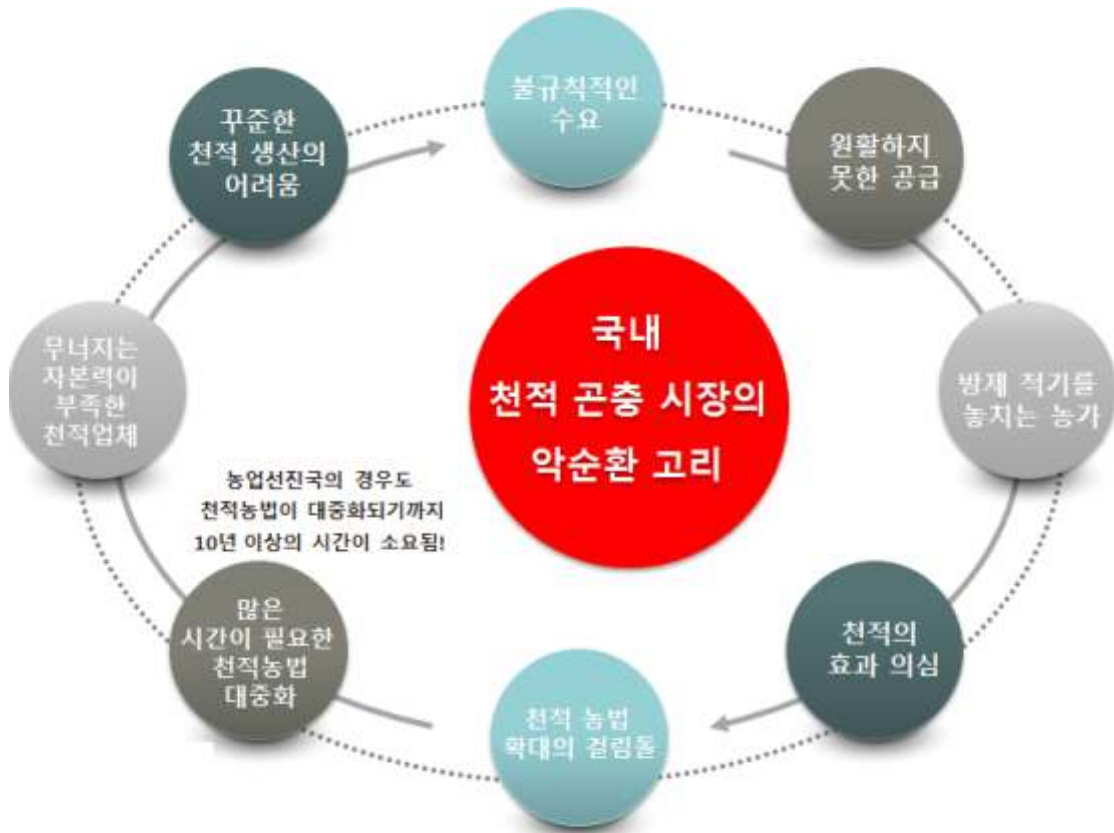 불규칙적인
수요
원활하지
못한 공급
방제 적기를
놓치는 농가
천적의
효과 의심
천적 농법
확대의 걸림돌
많은
시간이 필요한
천적농법
대중화
무너지는
자본력이
부족한
천적업체
꾸준한
천적 생산의
어려움
국내
천적 곤충 시장의
악순환 고리
농업선진국의 경우도
천적농법이 대중화되기까지
10년 이상의 시간이 소요됨!